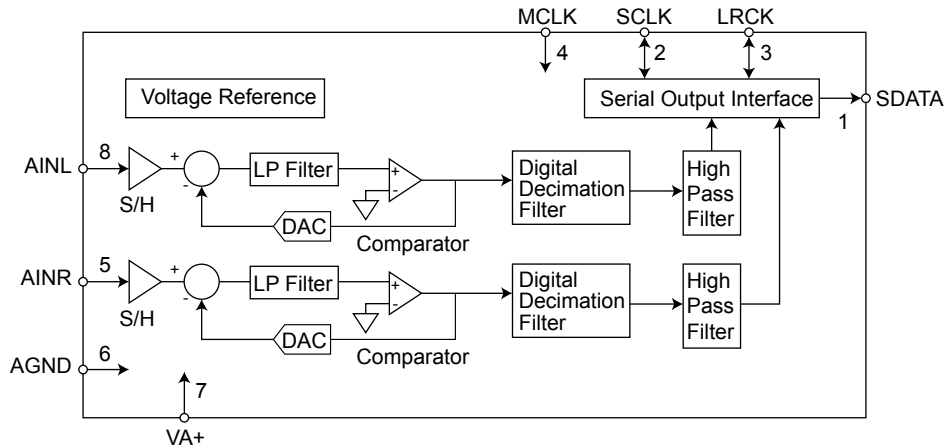 MCLK SCLK LRCK
4 2 3
Voltage Reference
Serial Output Interface
SDATA
1
AINL
8
+
-
S/H
LP Filter
+
-
DAC
Comparator
Digital
Decimation
Filter
High
Pass
Filter
AINR
5
+
-
S/H
LP Filter
+
-
DAC
Comparator
Digital
Decimation
Filter
High
Pass
Filter
AGND
6
7
VA+